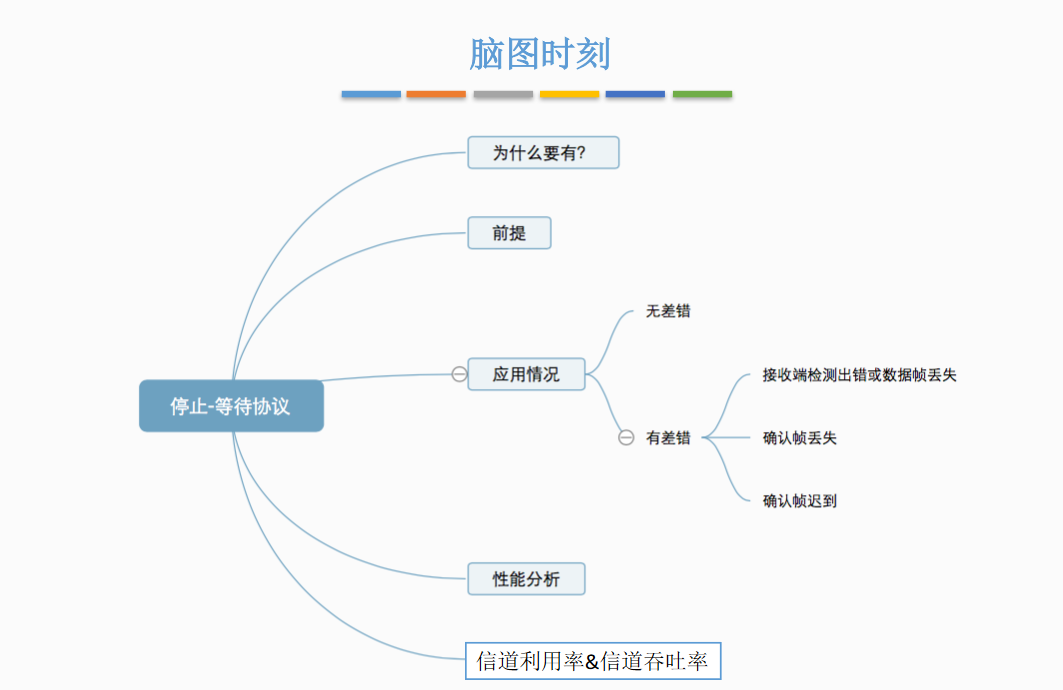 脑图时刻
为什么要有?
前提
无差错
应用情况
接收端检测出错或数据帧丢失
停止-等待协议
有差错
确认帧丢失
确认帧迟到
性能分析
信道利用率&信道吞吐率